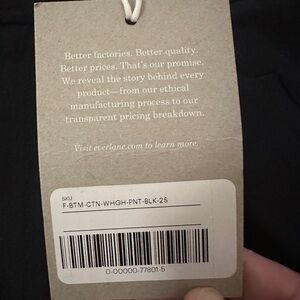 Better factories. Better quality.
Better prices. That's our promise.
We reveal the story behind every
product—from our ethical
manufacturing process to our
transparent pricing breakdown.
Visit everlane.com to learn more.
SKU
F-BTM-CTN-WHGH-PNT-BLK-2S
0-00000-77801-5